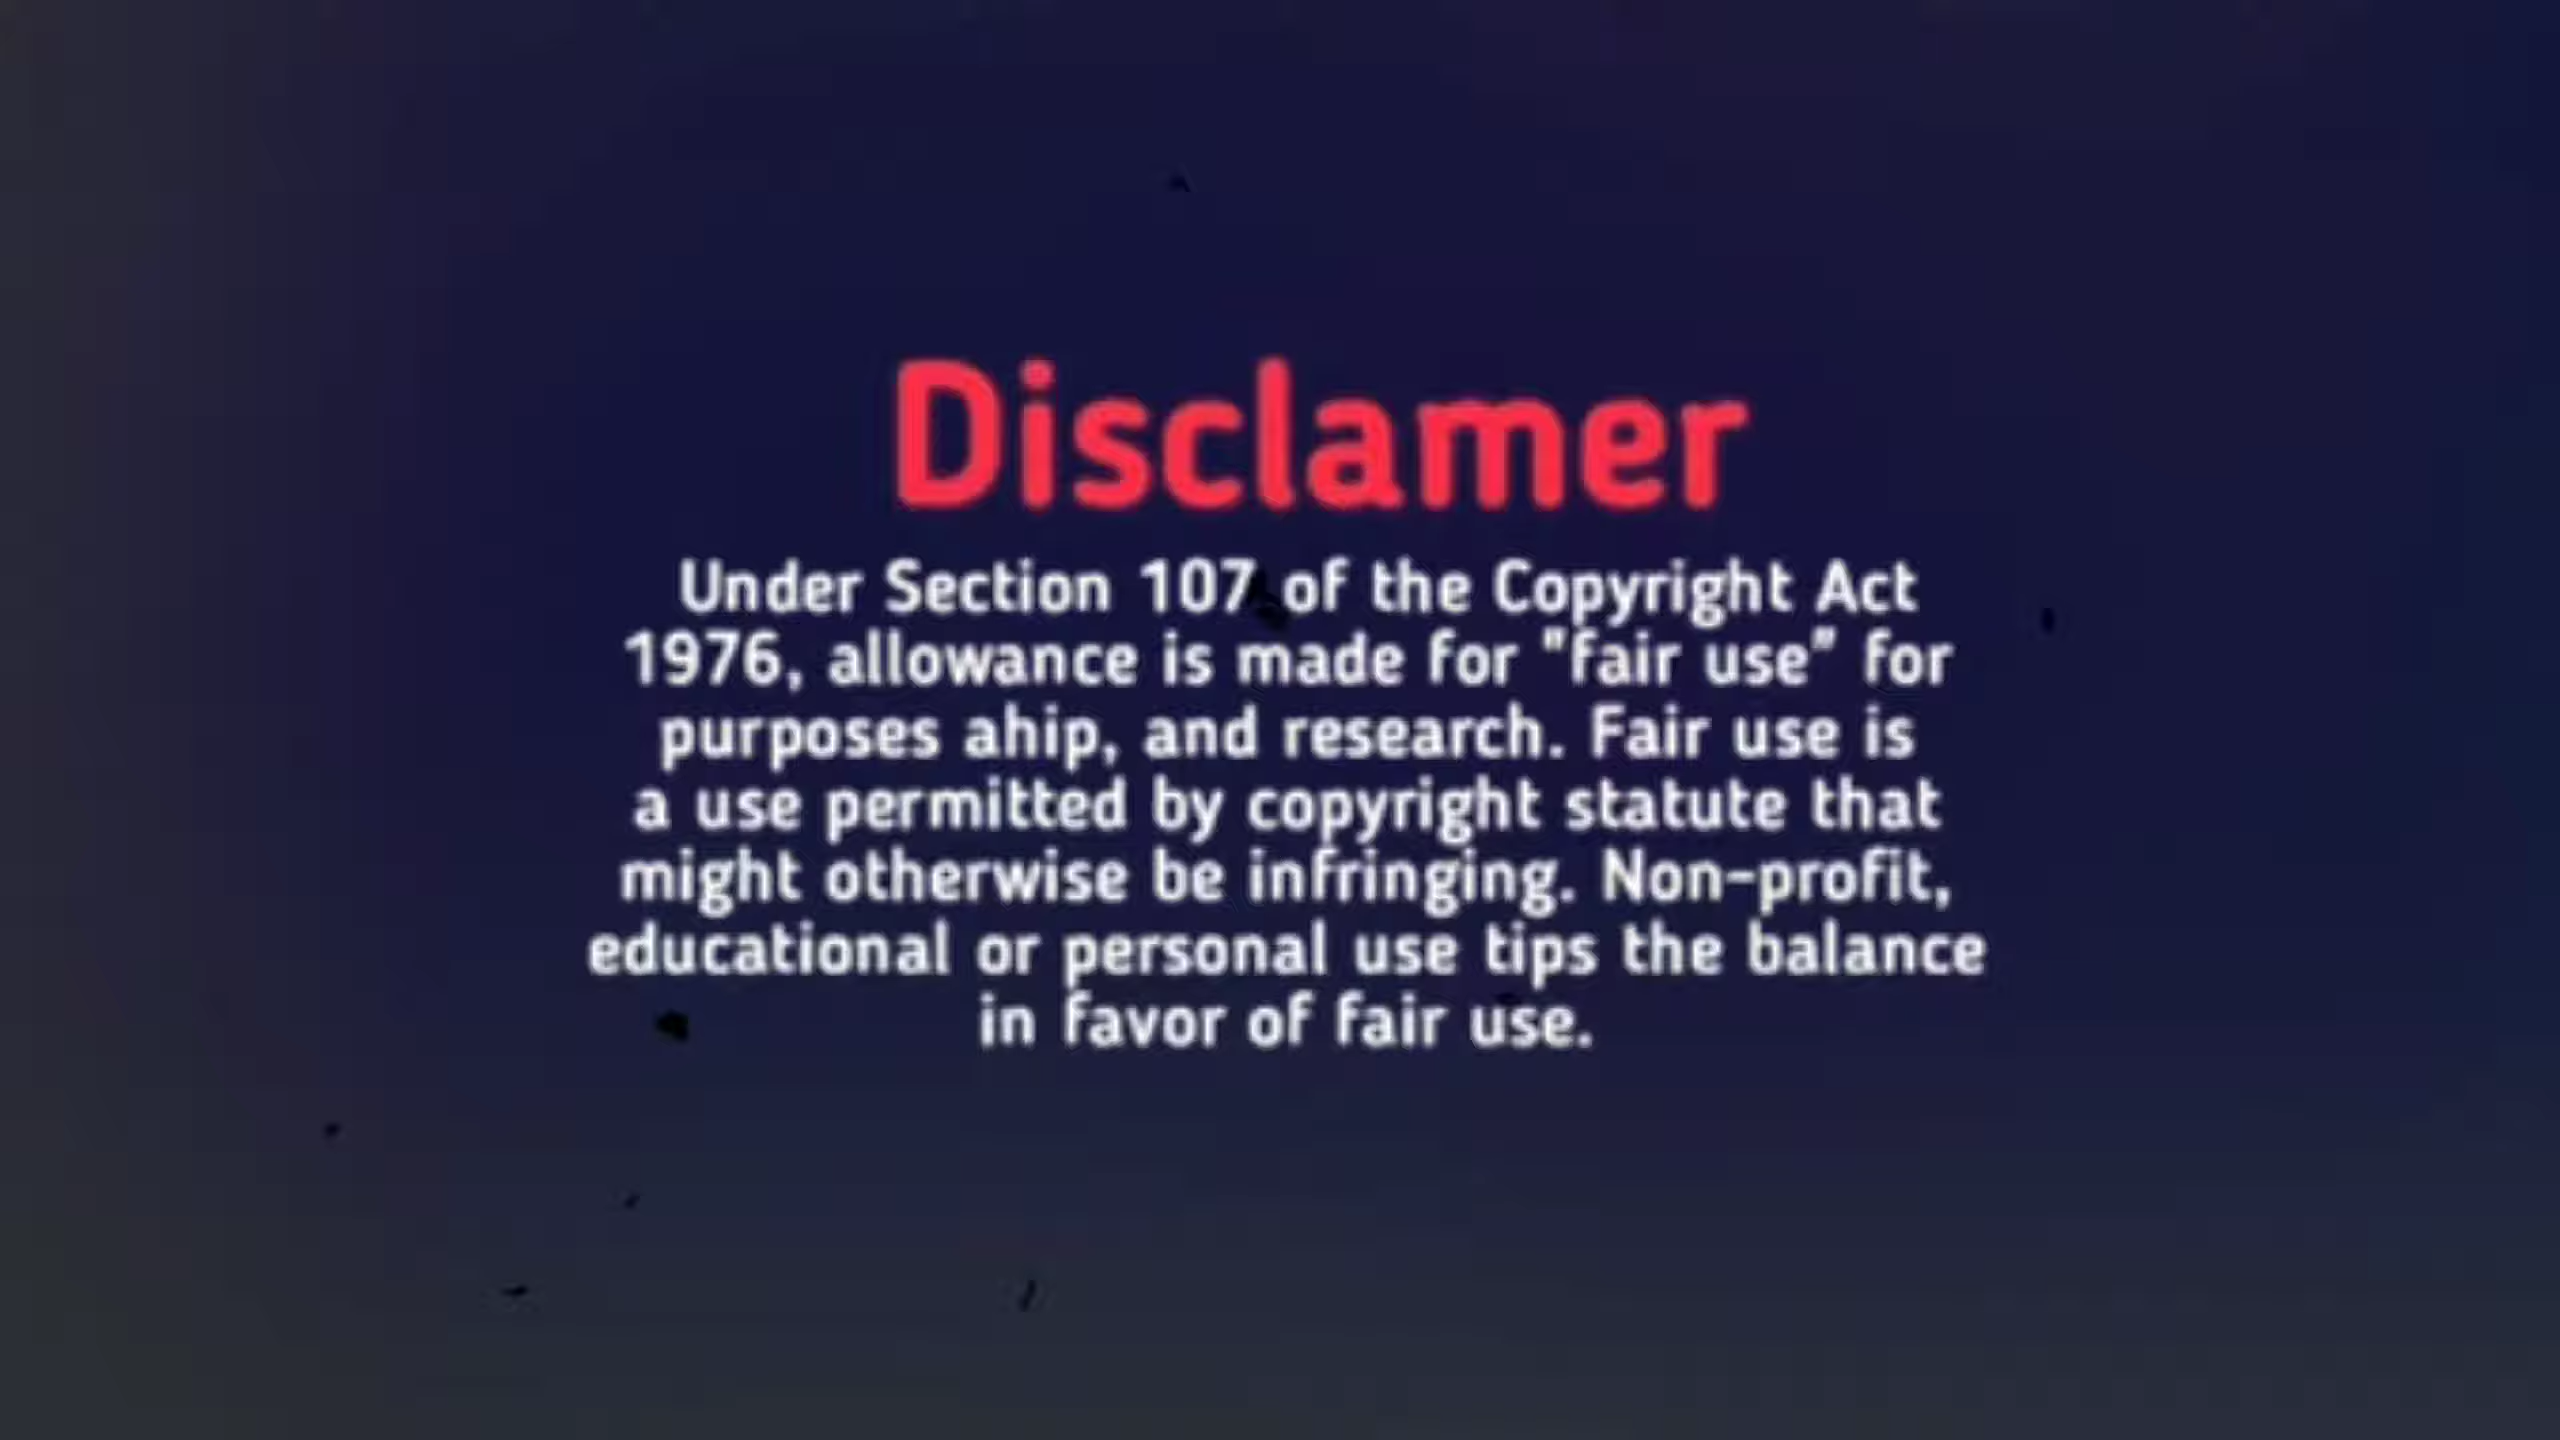 Disclamer
Under Section 107 of the Copyright Act
1976, allowance is made for "fair use" for
purposes ahip, and research. Fair use is
a use permitted by copyright statute that
might otherwise be infringing. Non-profit,
educational or personal use tips the balance
in favor of fair use.